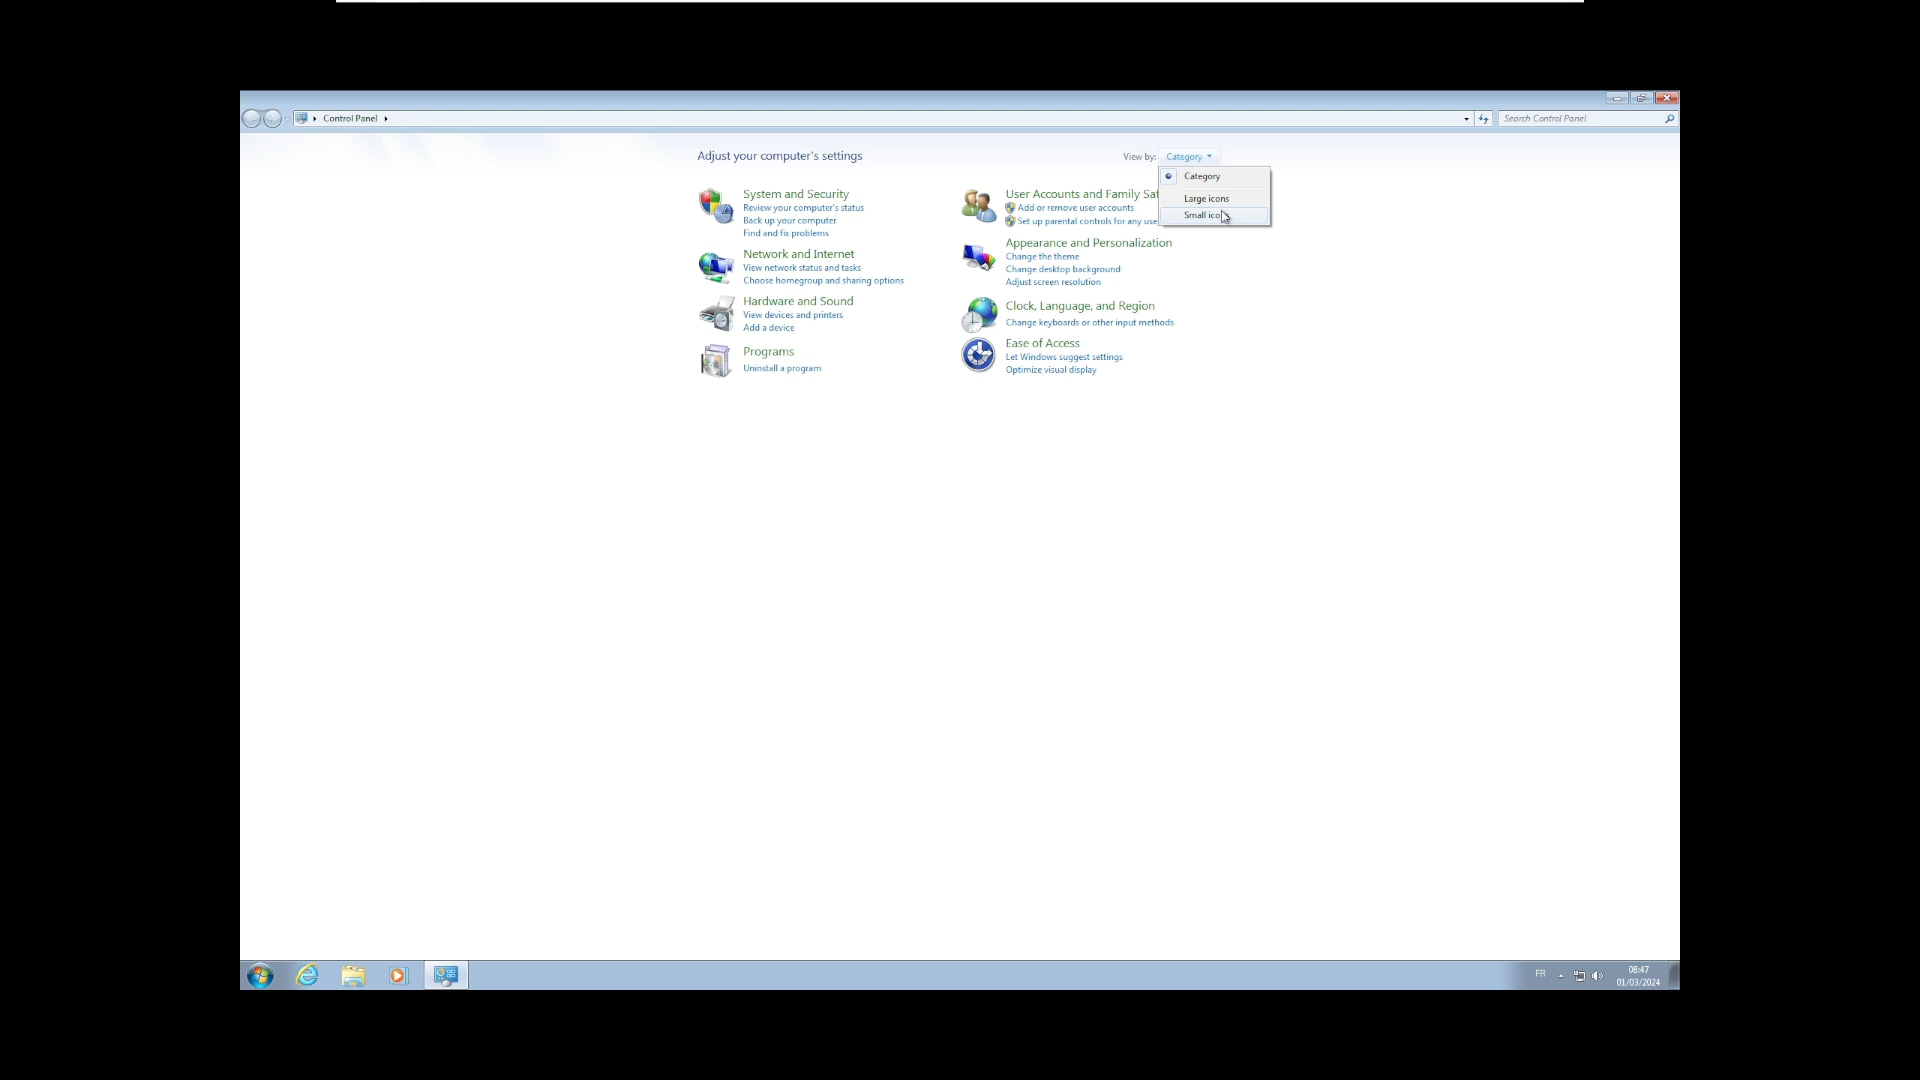 Control Panel
Search Control Panel
Adjust your computer's settings
View by: Category
Category
Large icons
Small icons
System and Security
Review your computer's status
Back up your computer
Find and fix problems
Network and Internet
View network status and tasks
Choose homegroup and sharing options
Hardware and Sound
View devices and printers
Add a device
Programs
Uninstall a program
User Accounts and Family Saf
Add or remove user accounts
Set up parental controls for any use
Appearance and Personalization
Change the theme
Change desktop background
Adjust screen resolution
Clock, Language, and Region
Change keyboards or other input methods
Ease of Access
Let Windows suggest settings
Optimize visual display
FR
08:47
01/03/2024